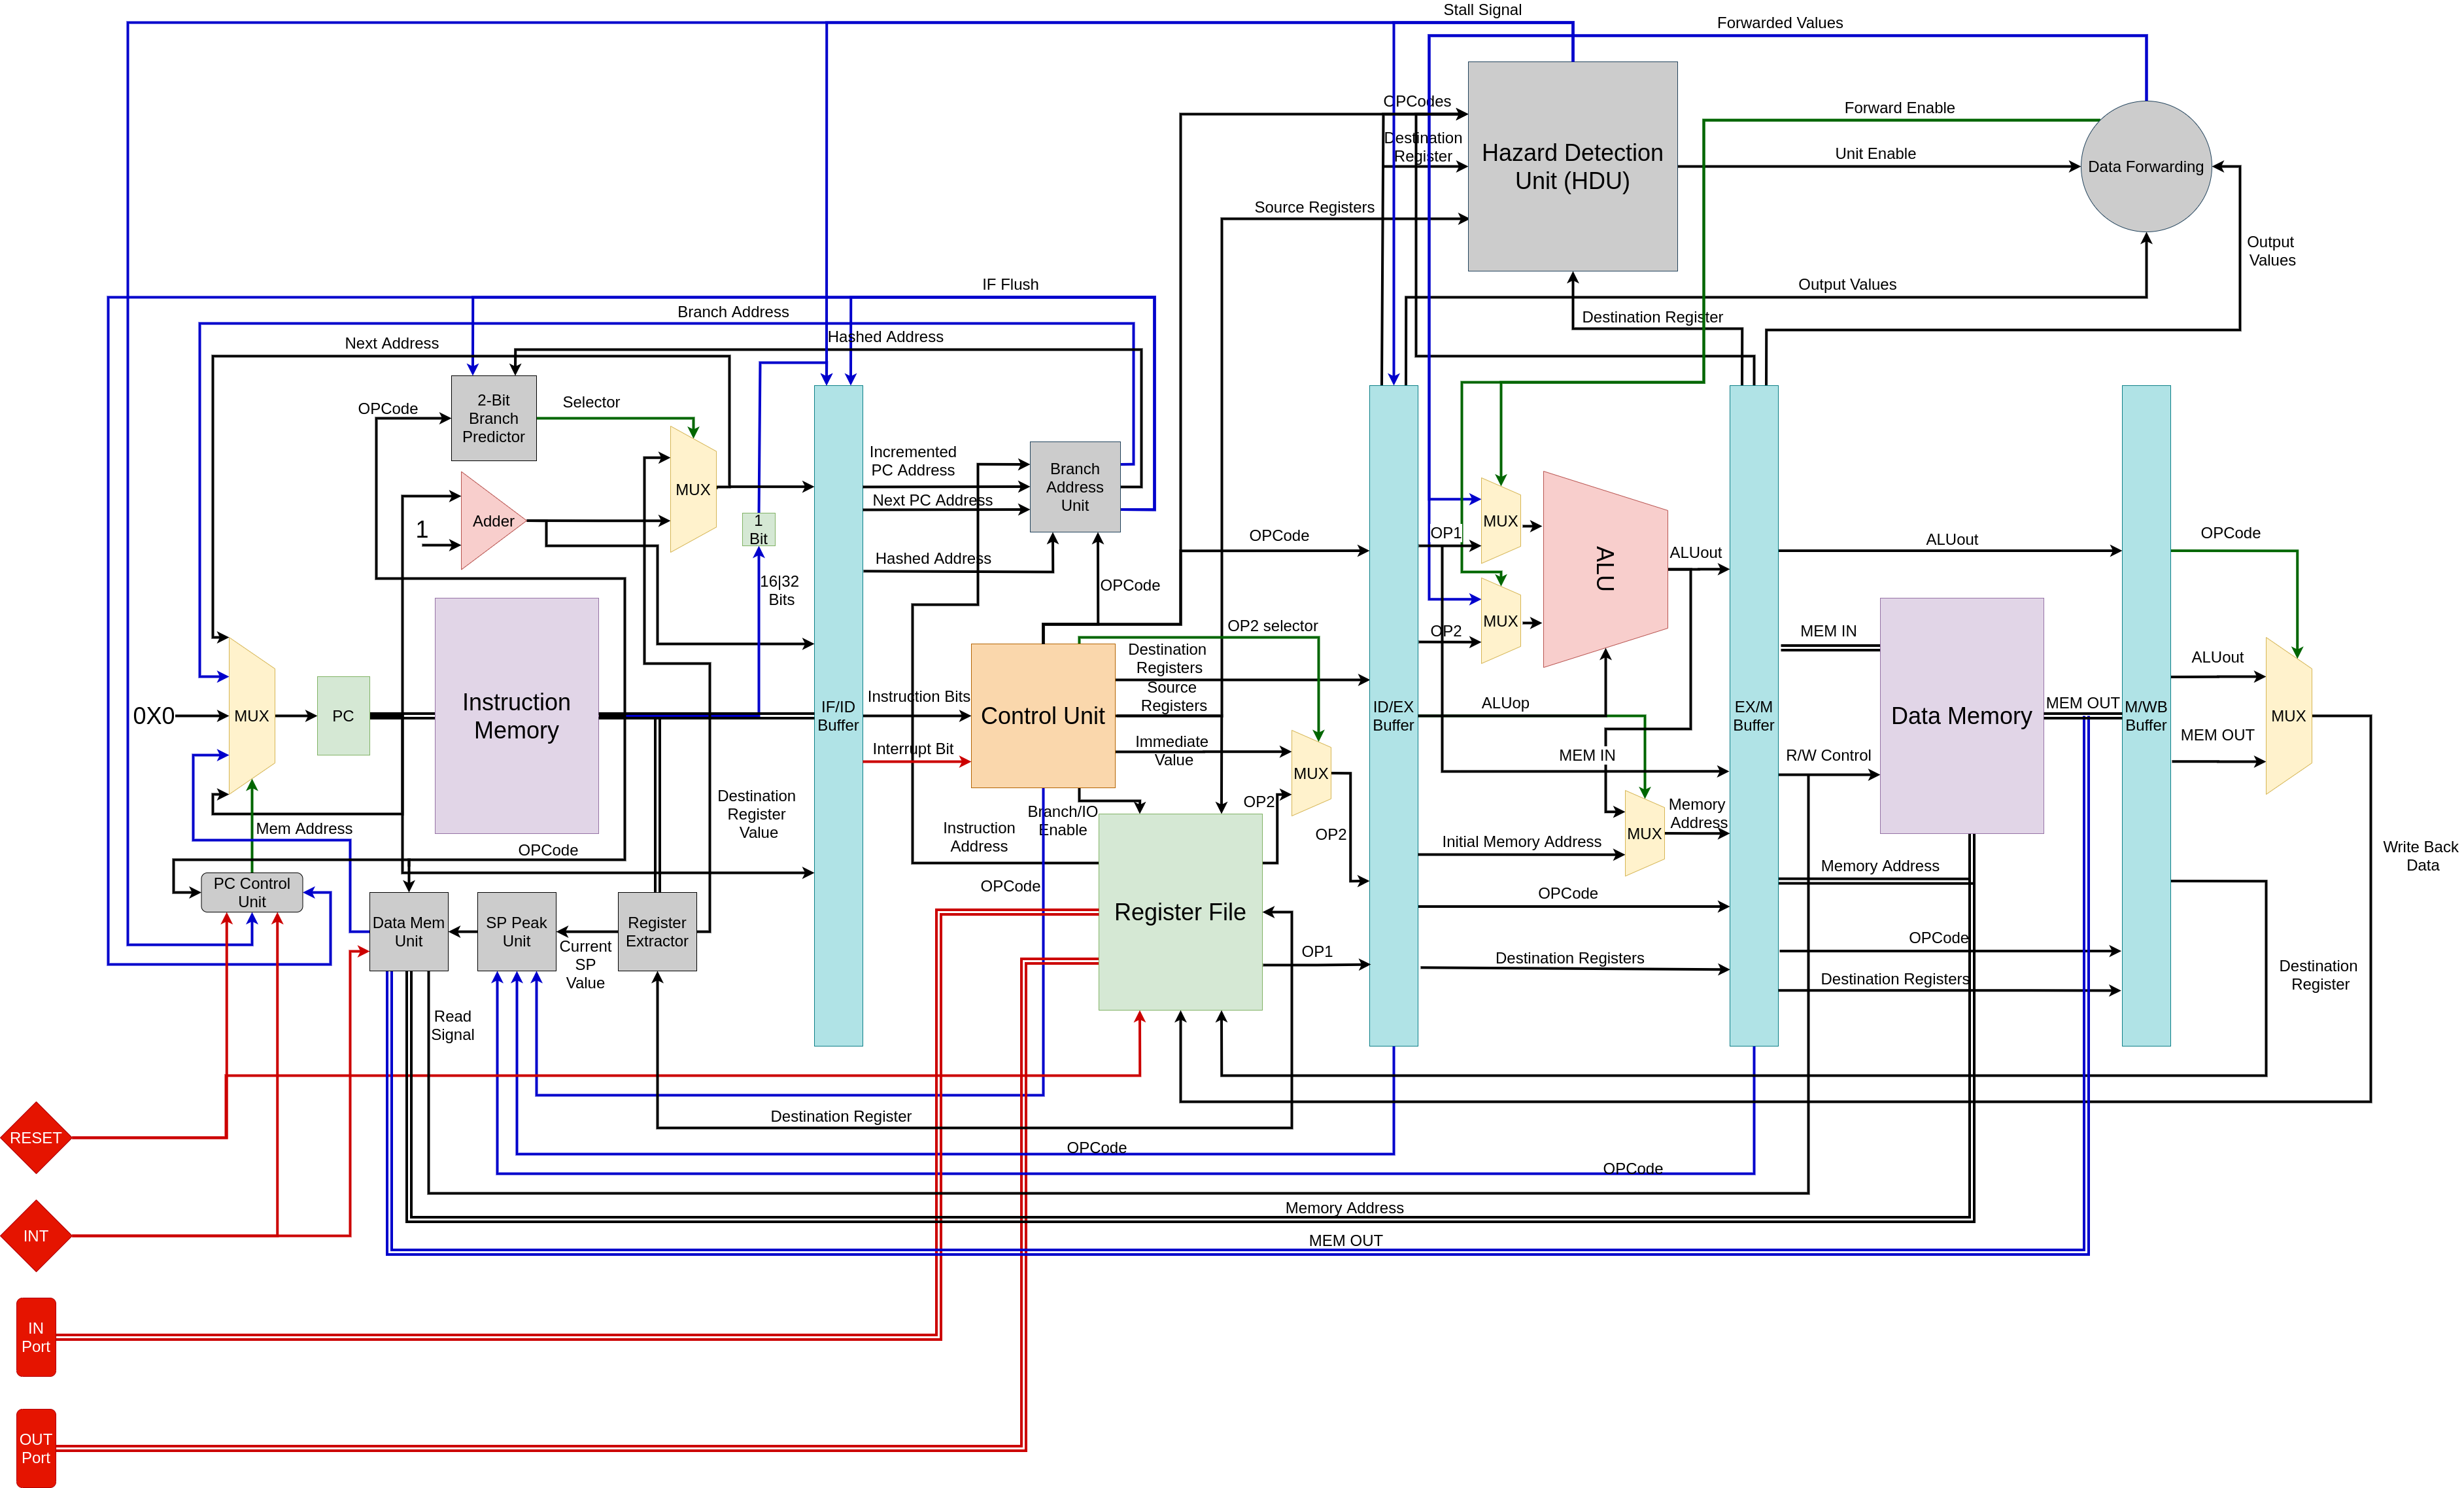 Stall Signal
Forwarded Values
OPCodes
Forward Enable
Destination
Register
Hazard Detection
Unit (HDU)
Unit Enable
Data Forwarding
Source Registers
Output
Values
IF Flush
Output Values
Branch Address
Destination Register
Hashed Address
Next Address
OPCode
2-Bit
Branch
Predictor
Selector
Incremented
PC Address
Branch
Address
Unit
MUX
Next PC Address
1
Adder
1
Bit
MUX
OP1
ALU
ALUout
ALUout
OPCode
OPCode
Hashed Address
OPCode
16|32
Bits
MUX
OP2
OP2 selector
MEM IN
Destination
Registers
ALUout
Instruction Bits
Source
Registers
0X0
MUX
PC
Instruction
Memory
IF/ID
Buffer
Control Unit
ID/EX
Buffer
ALUop
EX/M
Buffer
Data Memory
MEM OUT
M/WB
Buffer
MUX
MEM OUT
Interrupt Bit
Immediate
Value
MEM IN
R/W Control
MUX
Destination
Register
Value
OP2
Branch/IO
Enable
Memory
Address
Mem Address
Instruction
Address
OP2
MUX
Initial Memory Address
OPCode
Write Back
Data
Memory Address
PC Control
Unit
OPCode
OPCode
Data Mem
Unit
SP Peak
Unit
Register
Extractor
Register File
Current
SP
Value
OP1
Destination Registers
OPCode
Destination Registers
Destination
Register
Read
Signal
RESET
Destination Register
OPCode
OPCode
Memory Address
INT
MEM OUT
IN
Port
OUT
Port